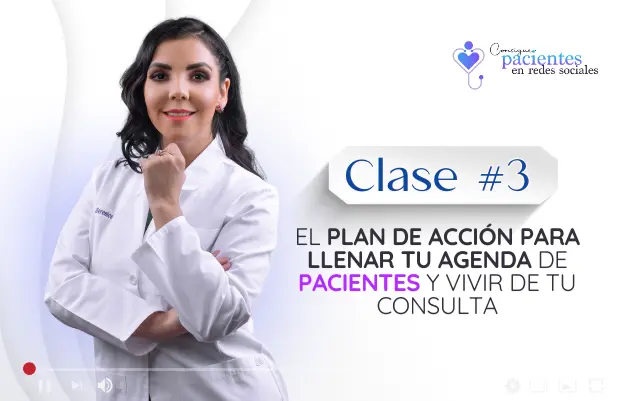 Consigue
pacientes
en redes sociales
Clase #3
EL PLAN DE ACCIÓN PARA
LLENAR TU AGENDA DE
PACIENTES Y VIVIR DE TU
CONSULTA